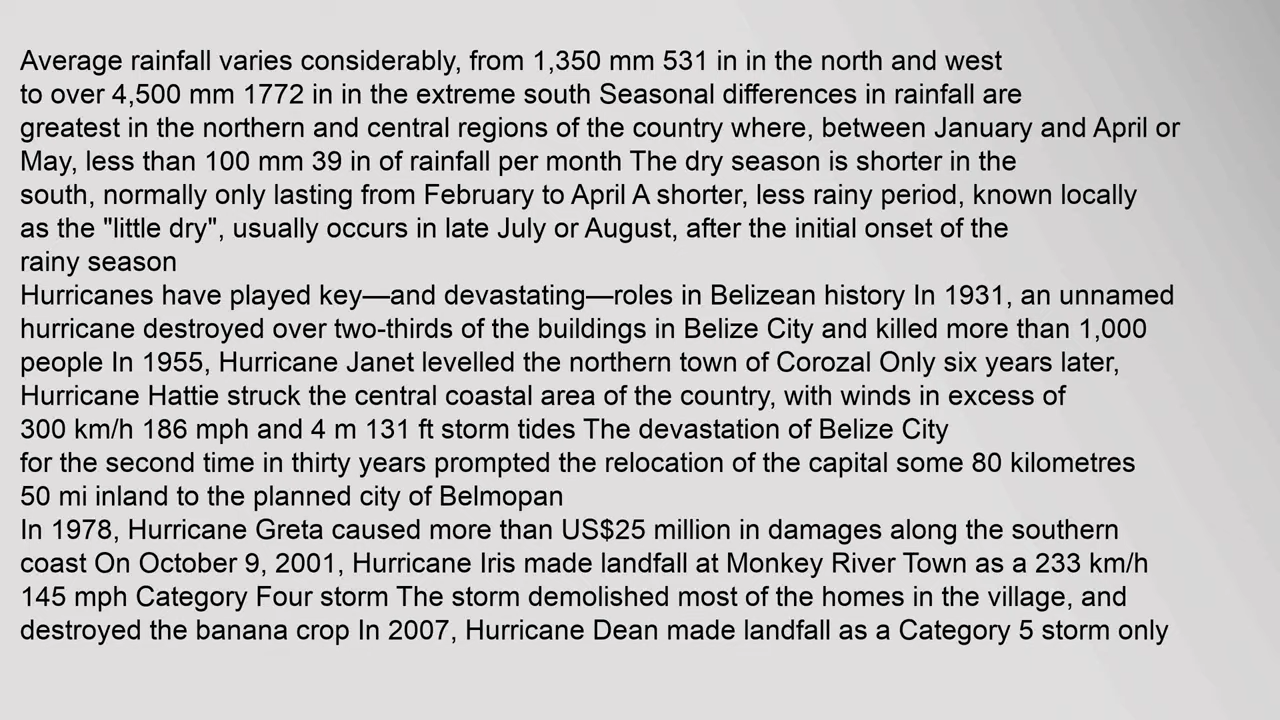 Average rainfall varies considerably, from 1,350 mm 531 in in the north and west
to over 4,500 mm 1772 in in the extreme south Seasonal differences in rainfall are
greatest in the northern and central regions of the country where, between January and April or
May, less than 100 mm 39 in of rainfall per month The dry season is shorter in the
south, normally only lasting from February to April A shorter, less rainy period, known locally
as the "little dry", usually occurs in late July or August, after the initial onset of the
rainy season
Hurricanes have played key—and devastating—roles in Belizean history In 1931, an unnamed
hurricane destroyed over two-thirds of the buildings in Belize City and killed more than 1,000
people In 1955, Hurricane Janet levelled the northern town of Corozal Only six years later,
Hurricane Hattie struck the central coastal area of the country, with winds in excess of
300 km/h 186 mph and 4 m 131 ft storm tides The devastation of Belize City
for the second time in thirty years prompted the relocation of the capital some 80 kilometres
50 mi inland to the planned city of Belmopan
In 1978, Hurricane Greta caused more than US$25 million in damages along the southern
coast On October 9, 2001, Hurricane Iris made landfall at Monkey River Town as a 233 km/h
145 mph Category Four storm The storm demolished most of the homes in the village, and
destroyed the banana crop In 2007, Hurricane Dean made landfall as a Category 5 storm only